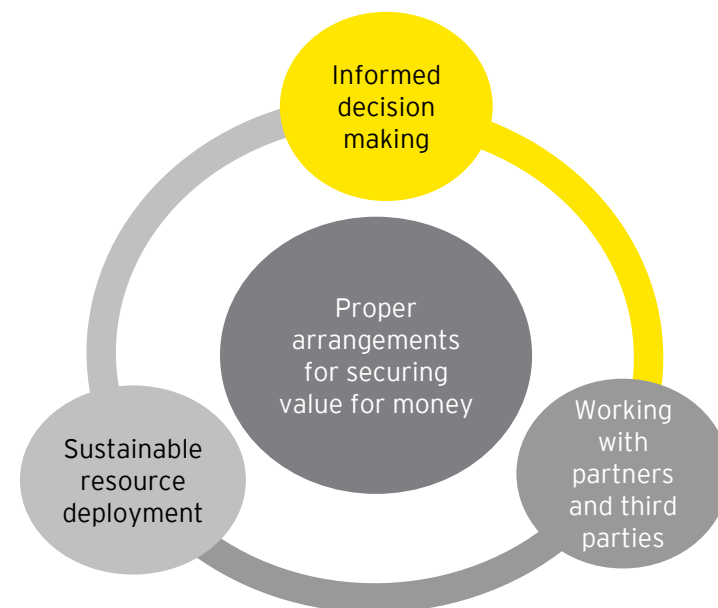 Informed
decision
making
Proper
arrangements
for securing
value for money
Sustainable
resource
deployment
Working
with
partners
and third
parties